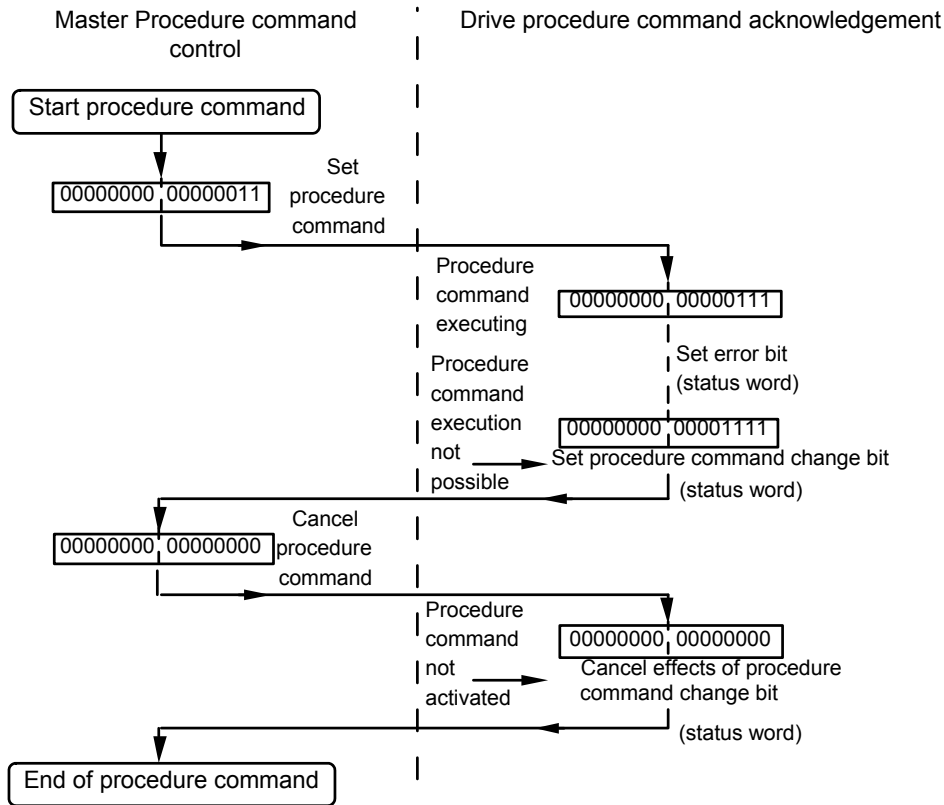 Master Procedure command
control
Drive procedure command acknowledgement
Start procedure command
00000000 00000011
Set
procedure
command
Procedure
command
executing
00000000 00000111
Set error bit
(status word)
Procedure
command
execution
not
possible
00000000 00001111
Set procedure command change bit
(status word)
00000000 00000000
Cancel
procedure
command
Procedure
command
not
activated
00000000 00000000
Cancel effects of procedure
command change bit
(status word)
End of procedure command